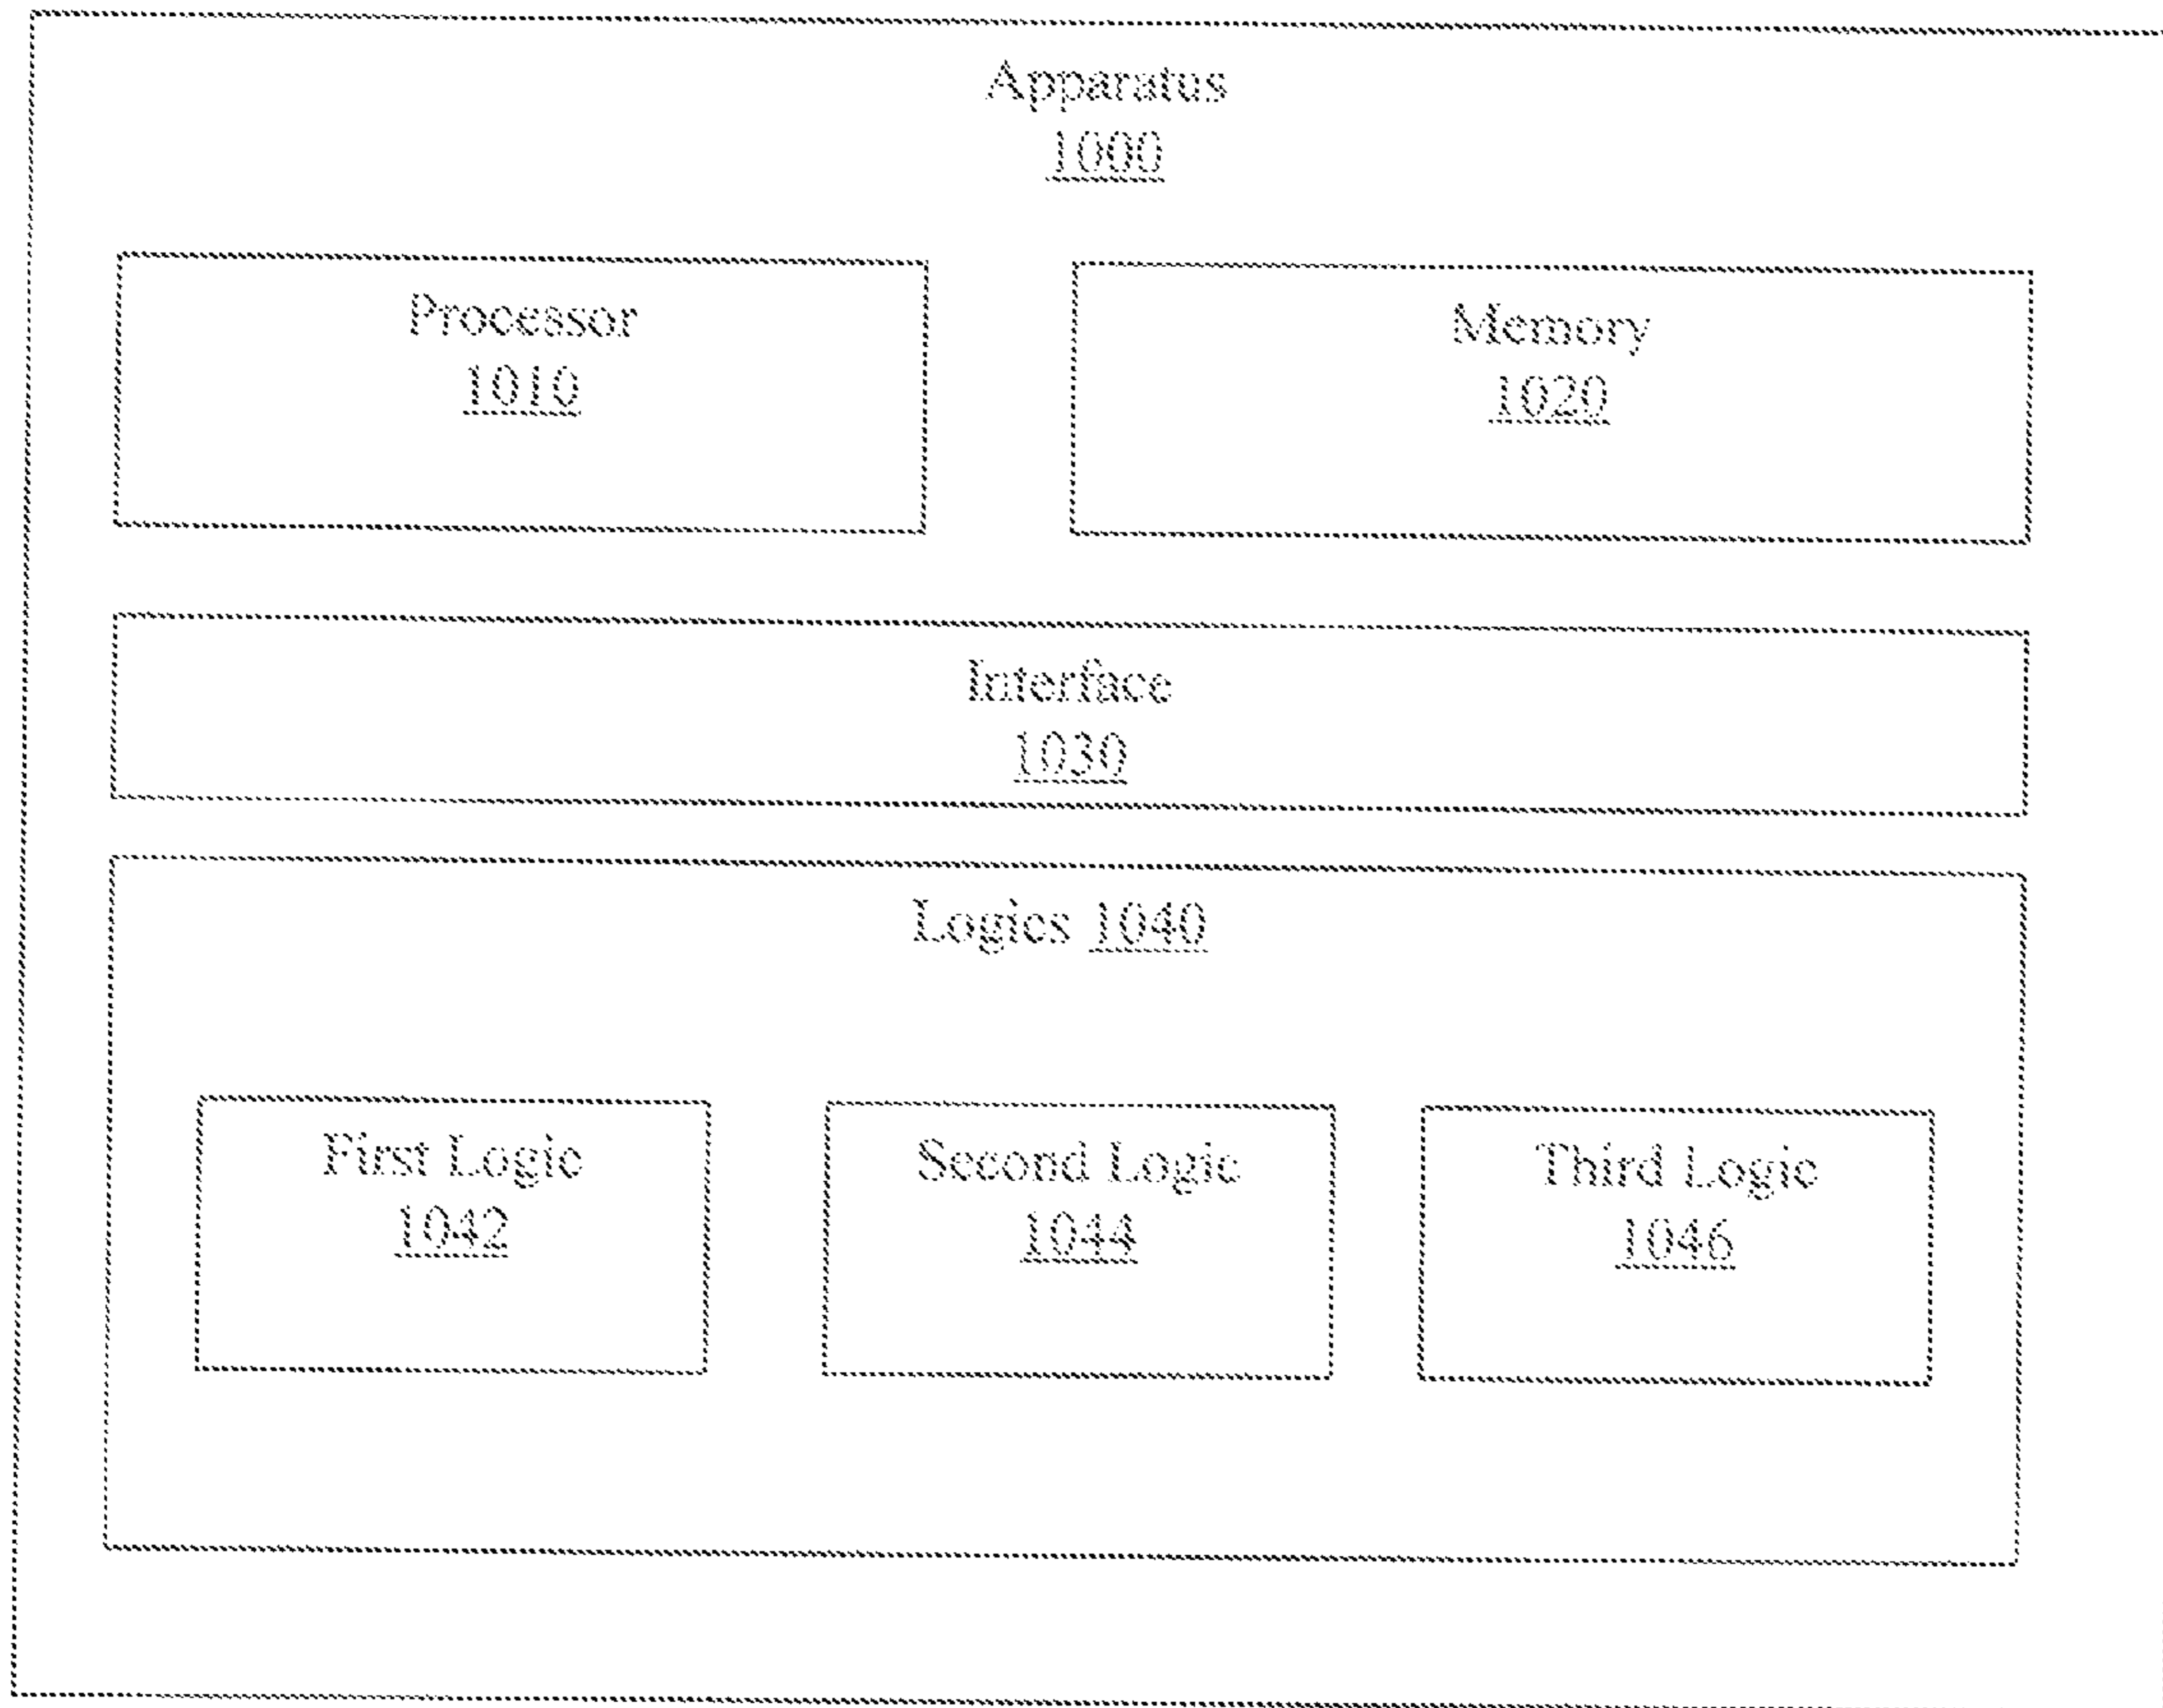 Apparatus
1000
Processor
1010
Memory
1020
Interface
1030
Logics 1040
First Logic
1042
Second Logic
1044
Third Logic
1046